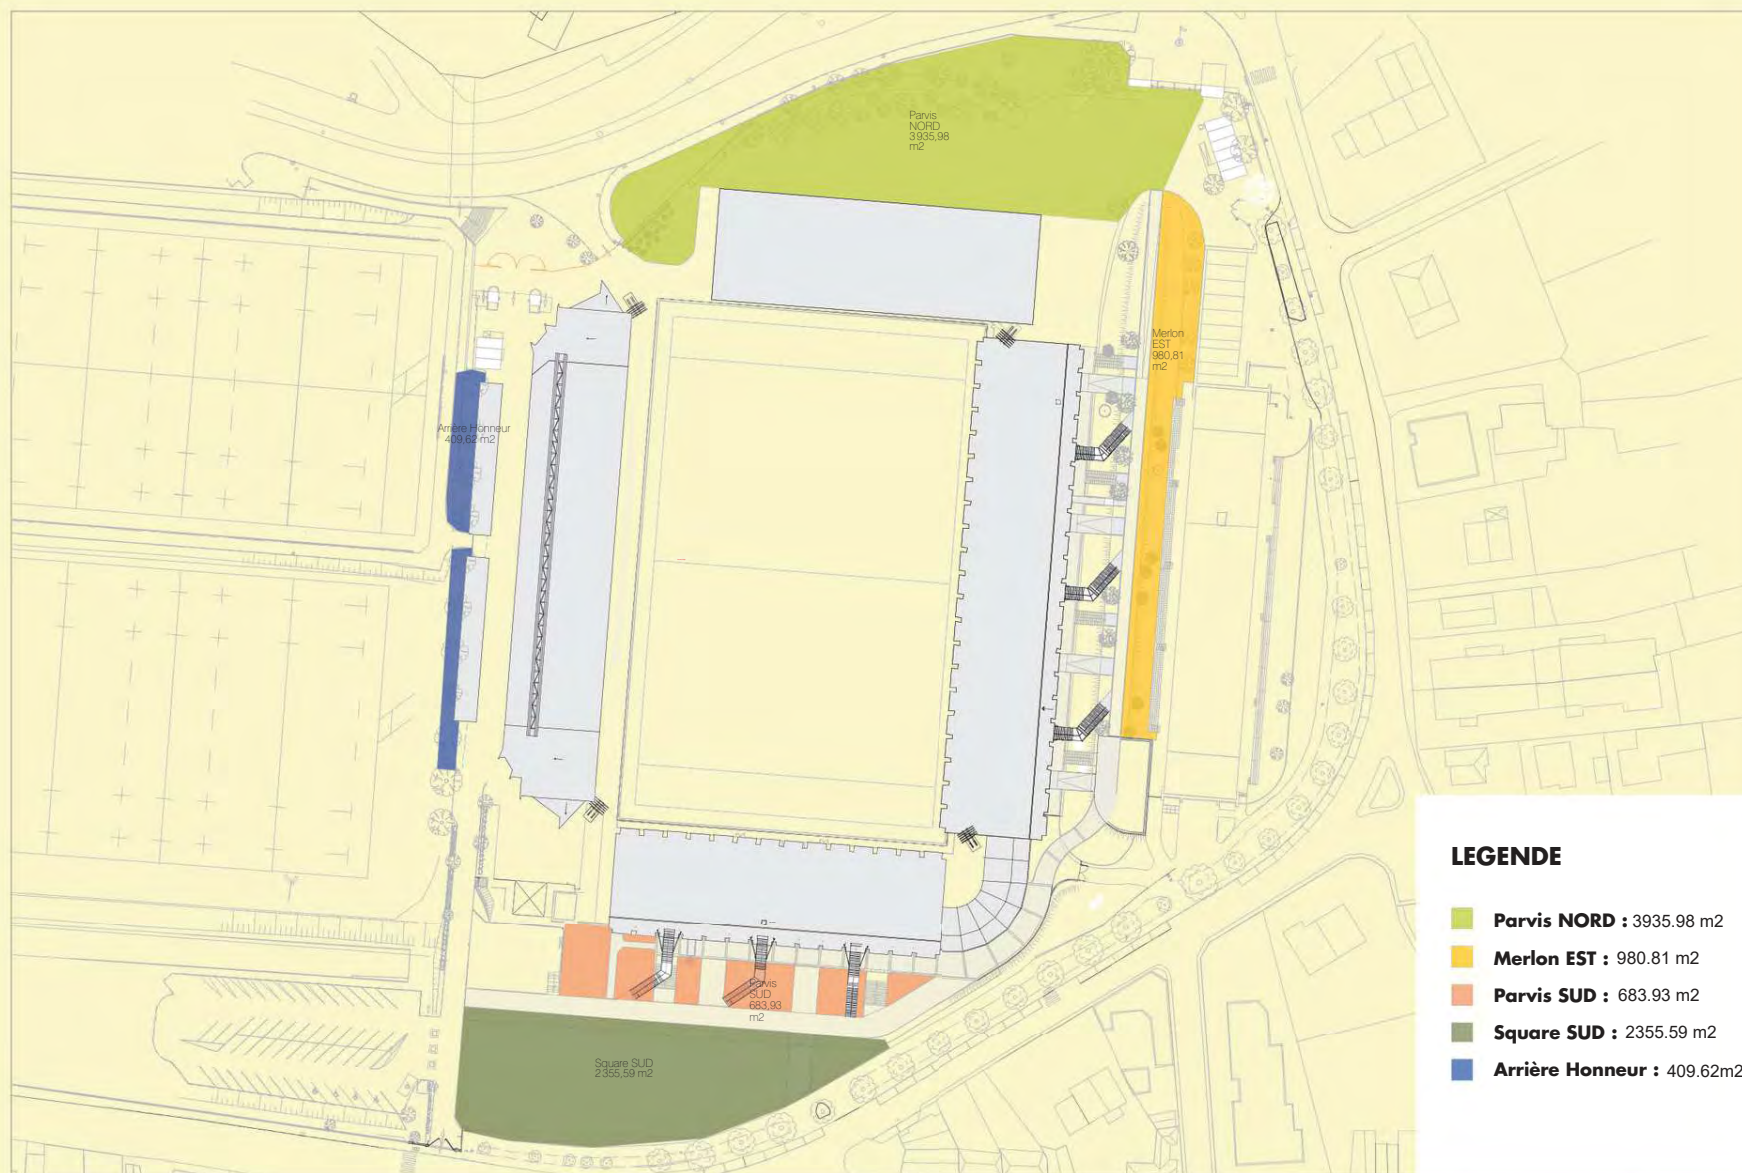 Parvis
NORD
3935,98
m2
Merlon
EST
980,81
m2
Arrière Honneur
409,62 m2
Parvis
SUD
683,93
m2
Square SUD
2355,59 m2
LEGENDE
Parvis NORD : 3935.98 m2
Merlon EST : 980.81 m2
Parvis SUD : 683.93 m2
Square SUD : 2355.59 m2
Arrière Honneur : 409.62m2